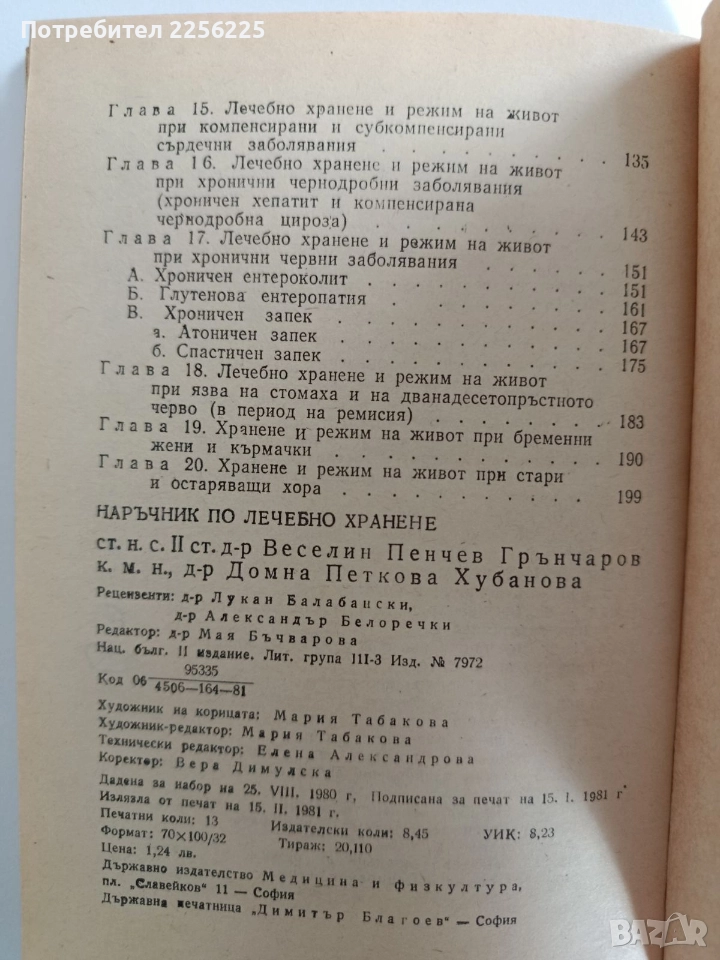 Потребител 2256225
Глава 15. Лечебно хранене и режим на живот
при компенсирани и субкомпенсирани
сърдечни заболявания . . . . . . . 135
Глава 16. Лечебно хранене и режим на живот
при хронични чернодробни заболявания
(хроничен хепатит и компенсирана
чернодробна цироза) . . . . . . . 143
Глава 17. Лечебно хранене и режим на живот
при хронични червни заболявания . . . . 151
А. Хроничен ентероколит . . . . . . . 151
Б. Глутенова ентеропатия . . . . . . . 161
В. Хроничен запек . . . . . . . . . 167
а. Атоничен запек . . . . . . . . . 167
б. Спастичен запек . . . . . . . . . 175
Глава 18. Лечебно хранене и режим на живот
при язва на стомаха и на дванадесетопръстното
черво (в период на ремисия) . . . . . . 183
Глава 19. Хранене и режим на живот при бременни
жени и кърмачки . . . . . . . . 190
Глава 20. Хранене и режим на живот при стари
и остаряващи хора . . . . . . . . 199
НАРЪЧНИК ПО ЛЕЧЕБНО ХРАНЕНЕ
ст. н. с. II ст. д-р Веселин Пенчев Грънчаров
к. м. н., д-р Домна Петкова Хубанова
Рецензенти: д-р Лукан Балабански,
д-р Александър Белоречки
Редактор: д-р Мая Бъчварова
Нац. бълг. II издание. Лит. група III-3 Изд. № 7972
Код 06 95335
4506—164—81
Художник на корицата: Мария Табакова
Художник-редактор: Мария Табакова
Технически редактор: Елена Александрова
Коректор: Вера Димулска
Дадена за набор на 25. VIII. 1980 г. Подписана за печат на 15. I. 1981 г
Излязла от печат на 15. II. 1981 г.
Печатни коли: 13 Издателски коли: 8,45 УИК: 8,23
Формат: 70×100/32 Тираж: 20,110
Цена: 1,24 лв.
Държавно издателство Медицина и физкултура,
пл. „Славейков" 11 — София
Държавна печатница „Димитър Благоев" — София
BAZAR